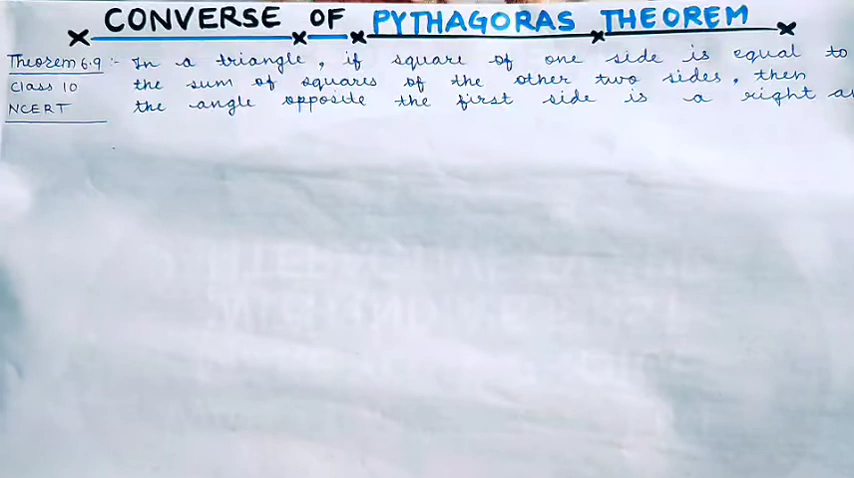 CONVERSE OF PYTHAGORAS THEOREM
Theorem 6.9:- In a triangle, if square of one side is equal to
Class 10 the sum of squares of the other two sides, then
NCERT the angle opposite the first side is a right